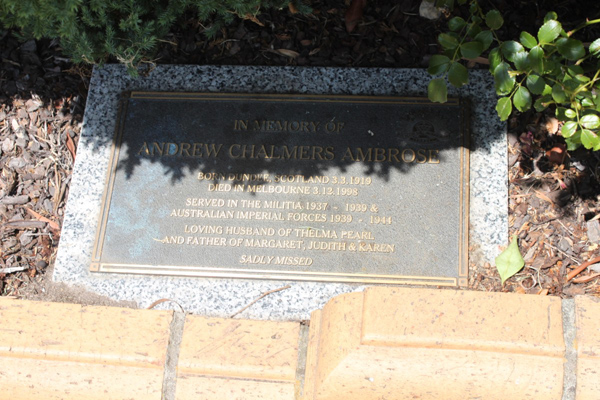 IN MEMORY OF
ANDREW CHALMERS AMBROSE
BORN DUNDEE, SCOTLAND 3.3.1919
DIED IN MELBOURNE 3.12.1998
SERVED IN THE MILITIA 1937 - 1939 &
AUSTRALIAN IMPERIAL FORCES 1939 - 1944
LOVING HUSBAND OF THELMA PEARL
AND FATHER OF MARGARET, JUDITH & KAREN
SADLY MISSED